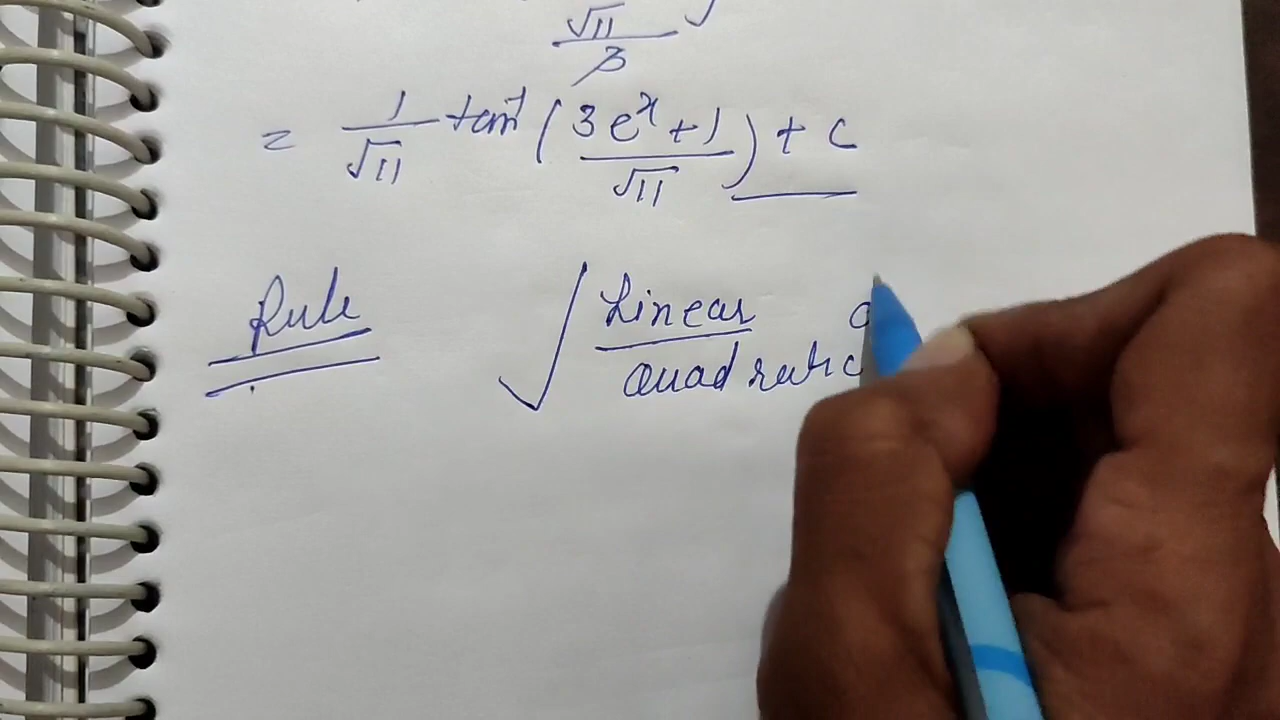 √11
3
= 1/√11 tan⁻¹ (3eˣ + 1 / √11) + c
Rule Linear
Quadratic